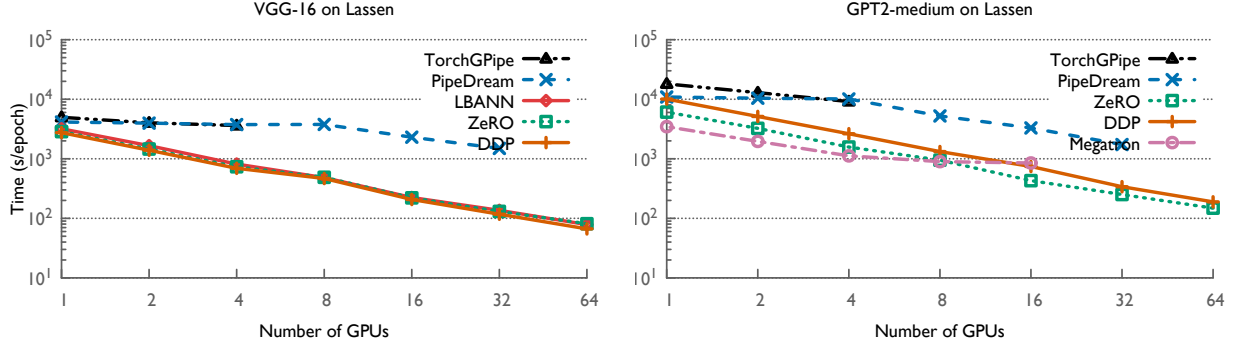 VGG-16 on Lassen
10^5
10^4
10^3
10^2
10^1
Time (s/epoch)
TorchGPipe
PipeDream
LBANN
ZeRO
DDP
1 2 4 8 16 32 64
Number of GPUs
GPT2-medium on Lassen
10^5
10^4
10^3
10^2
10^1
TorchGPipe
PipeDream
ZeRO
DDP
Megatron
1 2 4 8 16 32 64
Number of GPUs